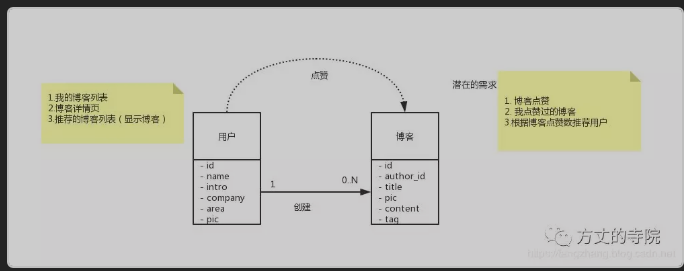 点赞
潜在的需求
1.我的博客列表
2.博客详情页
3.推荐的博客列表（显示博客）
1. 博客点赞
2. 我点赞过的博客
3.根据博客点赞数推荐用户
用户
- id
- name
- intro
- company
- area
- pic
1
0..N
创建
博客
- id
- author_id
- title
- pic
- content
- tag
方丈的寺院